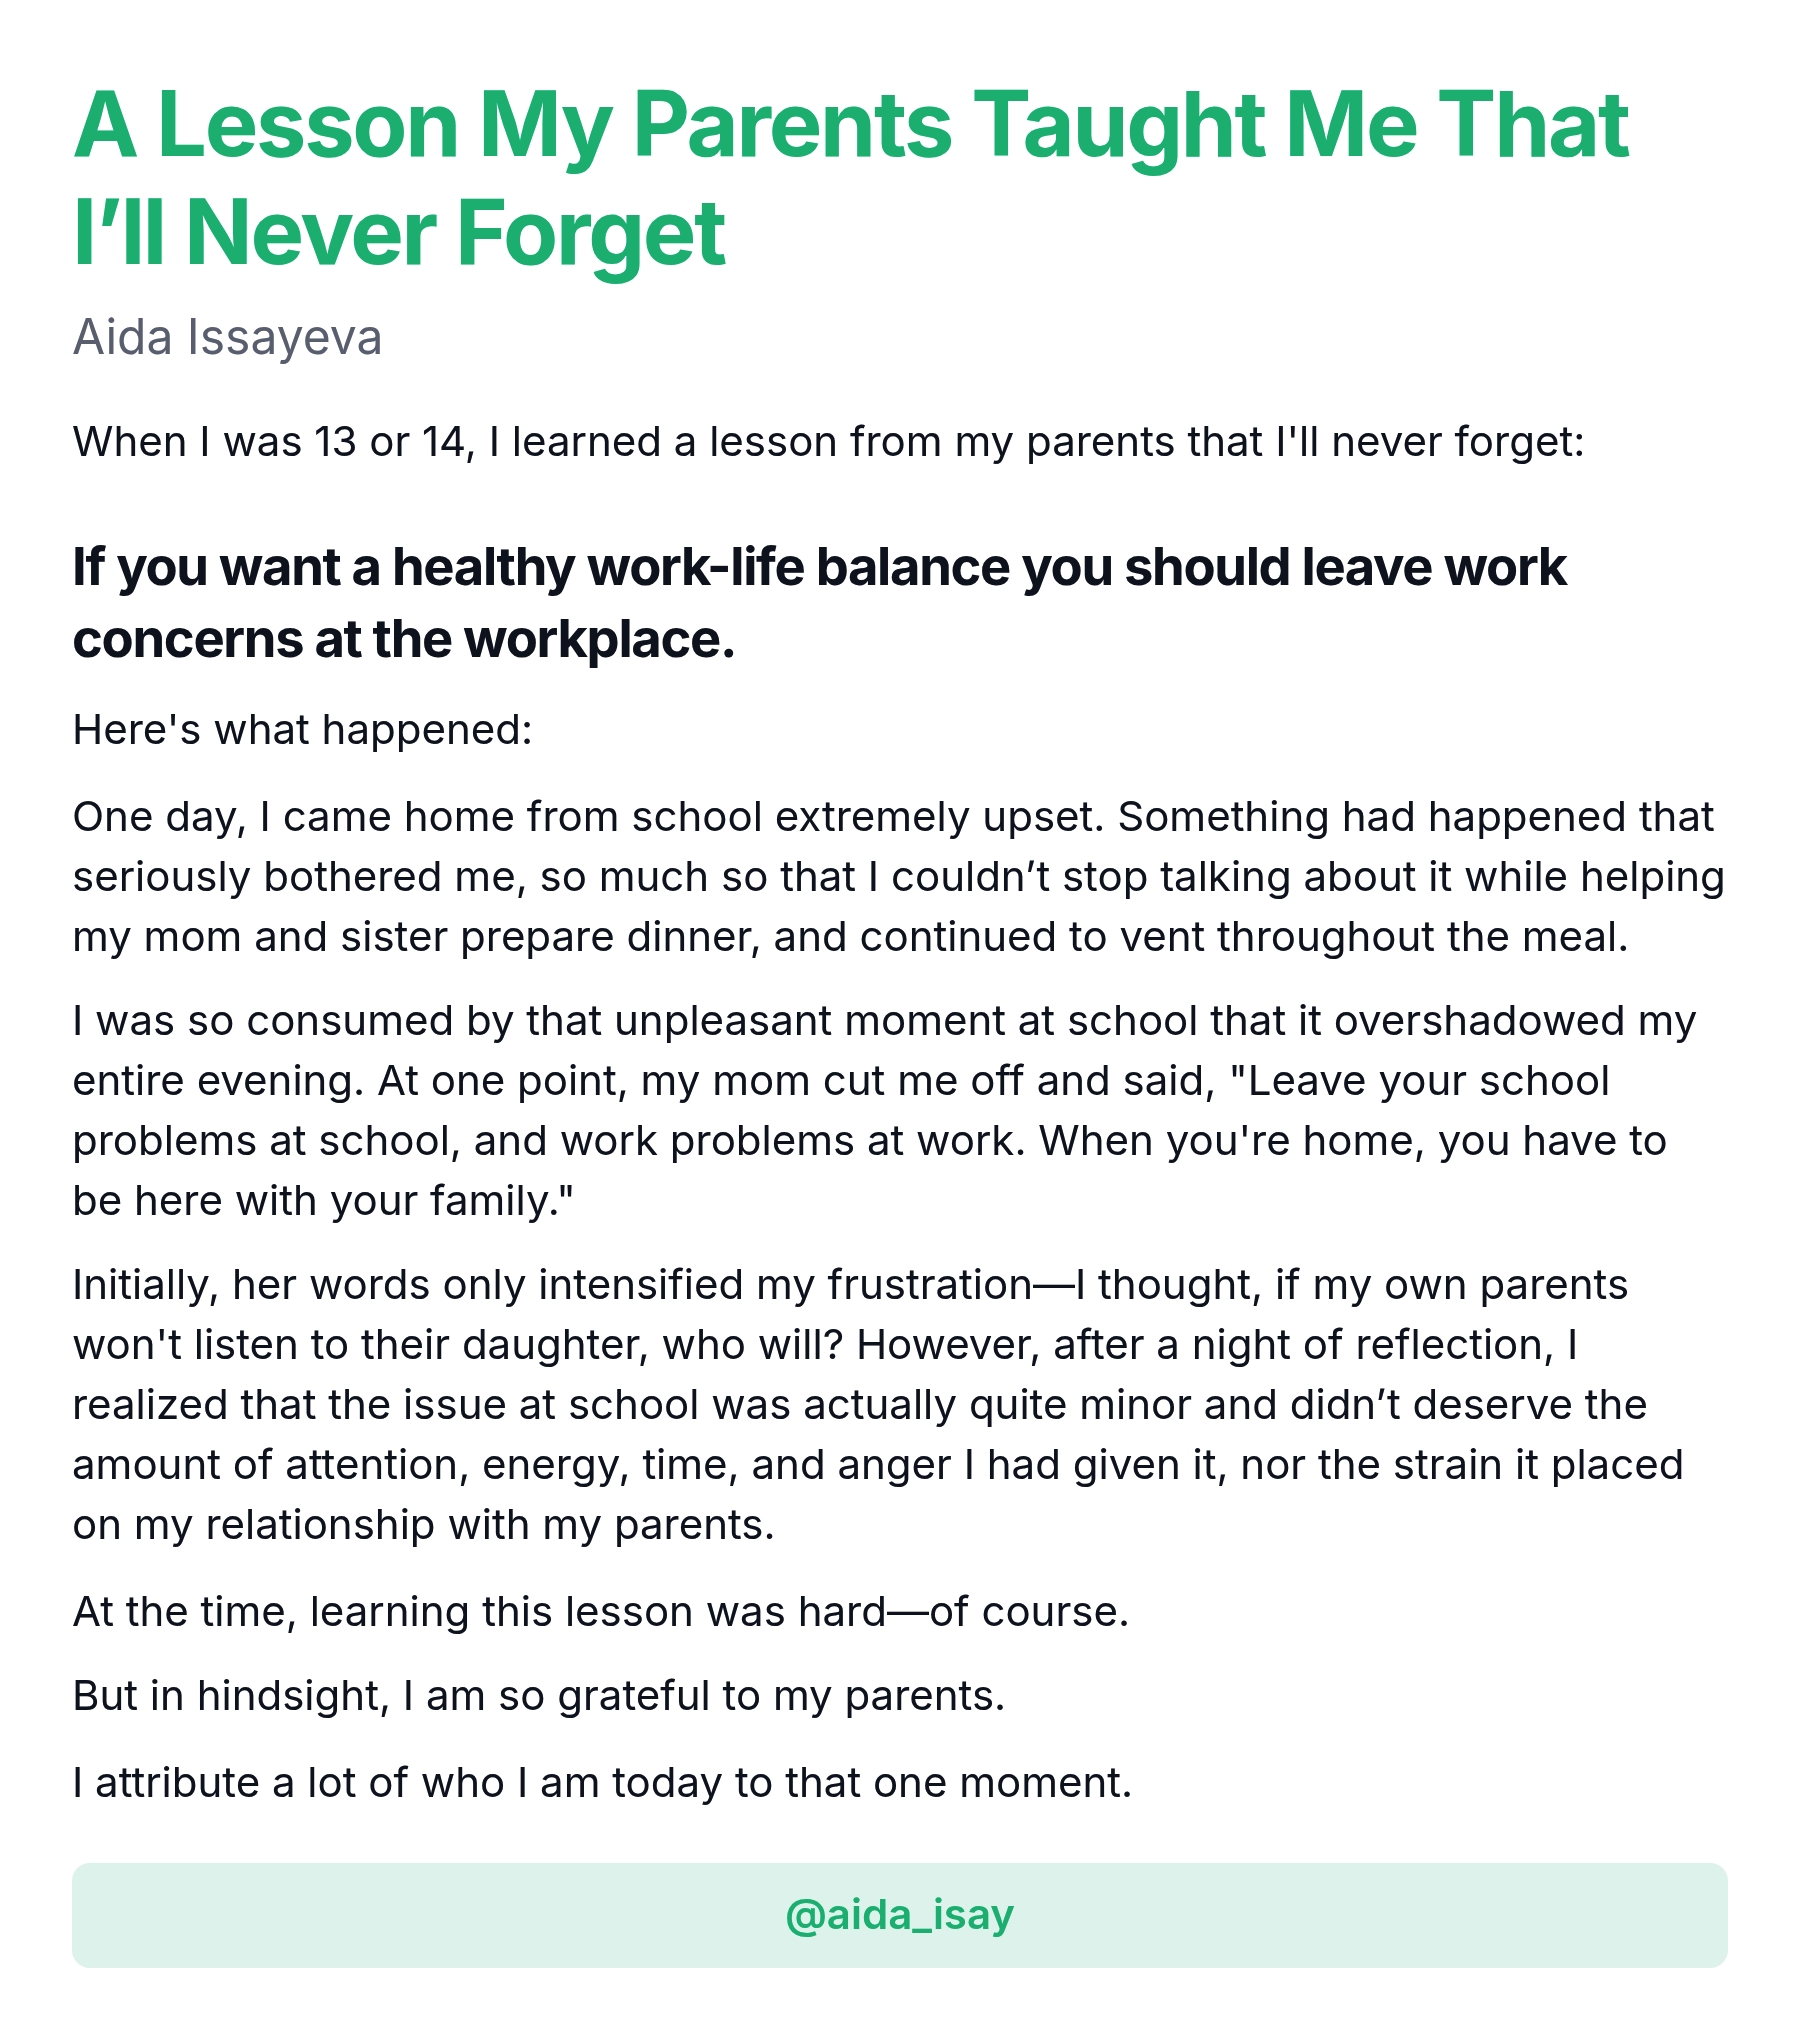 A Lesson My Parents Taught Me That
I’ll Never Forget
Aida Issayeva
When I was 13 or 14, I learned a lesson from my parents that I'll never forget:
If you want a healthy work-life balance you should leave work
concerns at the workplace.
Here's what happened:
One day, I came home from school extremely upset. Something had happened that
seriously bothered me, so much so that I couldn’t stop talking about it while helping
my mom and sister prepare dinner, and continued to vent throughout the meal.
I was so consumed by that unpleasant moment at school that it overshadowed my
entire evening. At one point, my mom cut me off and said, "Leave your school
problems at school, and work problems at work. When you're home, you have to
be here with your family."
Initially, her words only intensified my frustration—I thought, if my own parents
won't listen to their daughter, who will? However, after a night of reflection, I
realized that the issue at school was actually quite minor and didn’t deserve the
amount of attention, energy, time, and anger I had given it, nor the strain it placed
on my relationship with my parents.
At the time, learning this lesson was hard—of course.
But in hindsight, I am so grateful to my parents.
I attribute a lot of who I am today to that one moment.
@aida_isay